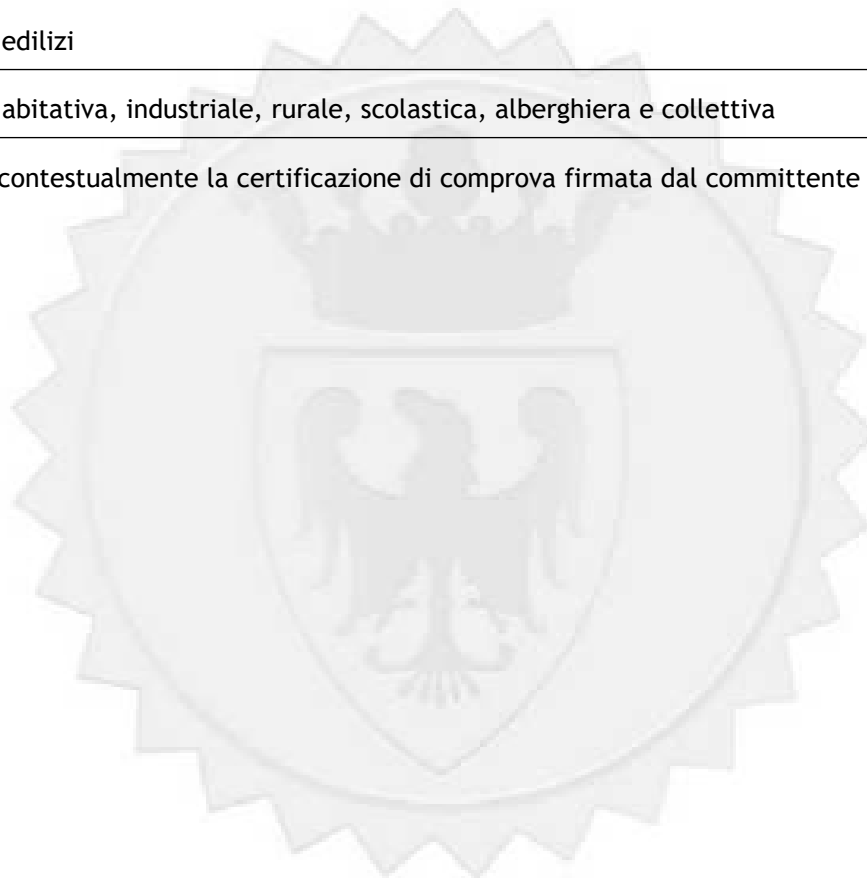 edilizi
abitativa, industriale, rurale, scolastica, alberghiera e collettiva
contestualmente la certificazione di comprova firmata dal committente